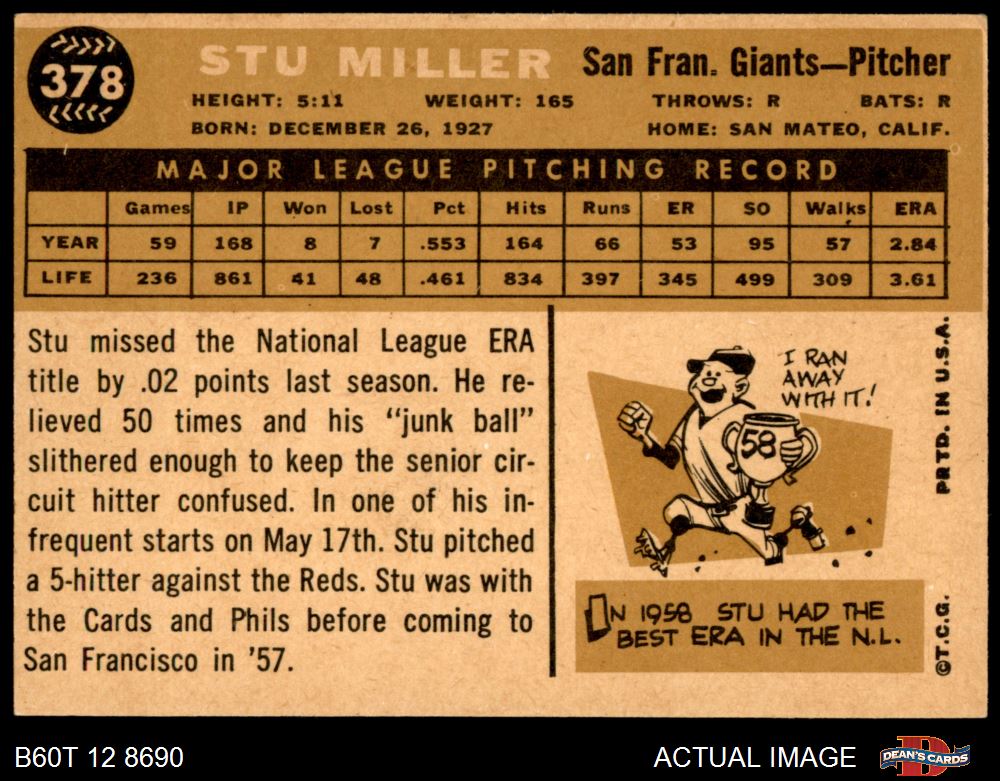 378
STU MILLER
San Fran. Giants—Pitcher
HEIGHT: 5:11 WEIGHT: 165 THROWS: R BATS: R
BORN: DECEMBER 26, 1927 HOME: SAN MATEO, CALIF.
MAJOR LEAGUE PITCHING RECORD
Games IP Won Lost Pct Hits Runs ER SO Walks ERA
YEAR 59 168 8 7 .553 164 66 53 95 57 2.84
LIFE 236 861 41 48 .461 834 397 345 499 309 3.61
Stu missed the National League ERA
title by .02 points last season. He re-
lieved 50 times and his “junk ball”
slithered enough to keep the senior cir-
cuit hitter confused. In one of his in-
frequent starts on May 17th. Stu pitched
a 5-hitter against the Reds. Stu was with
the Cards and Phils before coming to
San Francisco in '57.
I RAN
AWAY
WITH IT!
58
IN 1958 STU HAD THE
BEST ERA IN THE N.L.
©T.C.G. PRTD. IN U.S.A.
B60T 12 8690
ACTUAL IMAGE
DEAN'S CARDS